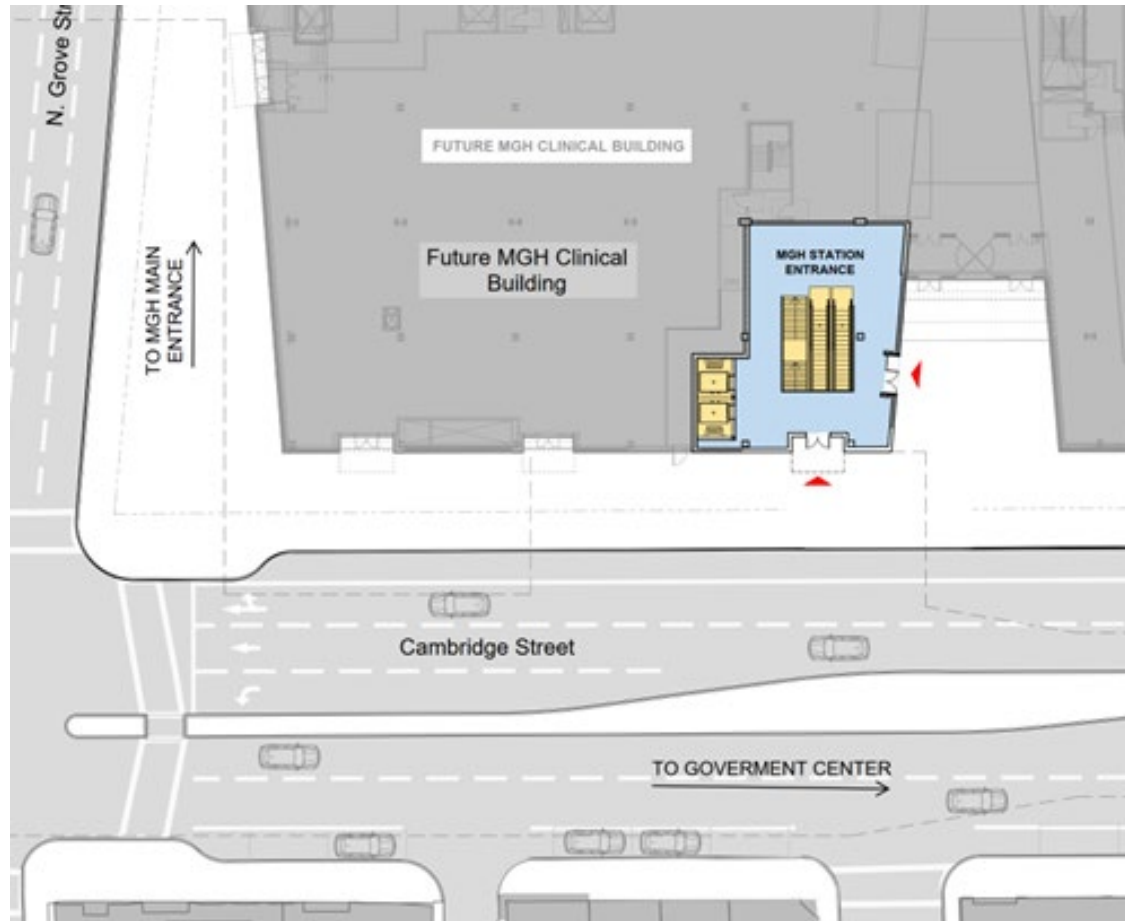 N. Grove Str
FUTURE MGH CLINICAL BUILDING
MGH STATION
ENTRANCE
Future MGH Clinical
Building
TO MGH MAIN
ENTRANCE
Cambridge Street
TO GOVERMENT CENTER